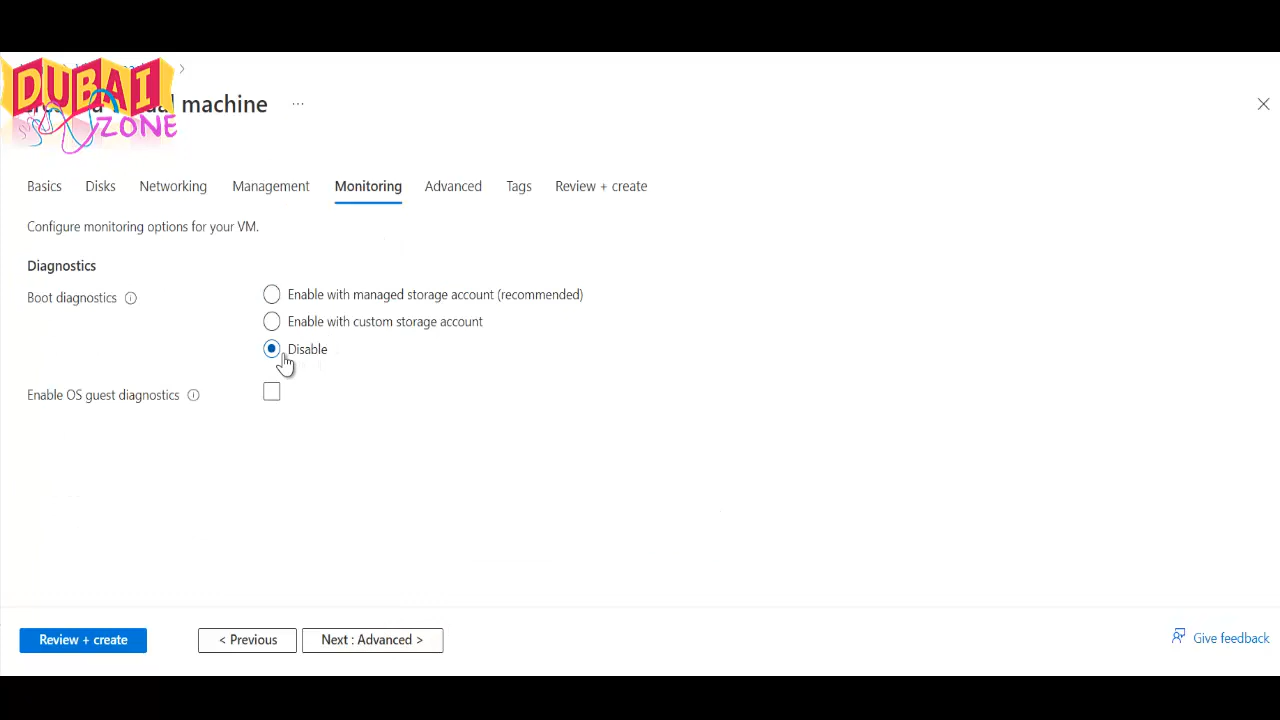 DUBAI
ZONE
machine
...
Basics Disks Networking Management Monitoring Advanced Tags Review + create
Configure monitoring options for your VM.
Diagnostics
Boot diagnostics
Enable with managed storage account (recommended)
Enable with custom storage account
Disable
Enable OS guest diagnostics
Review + create < Previous Next : Advanced > Give feedback